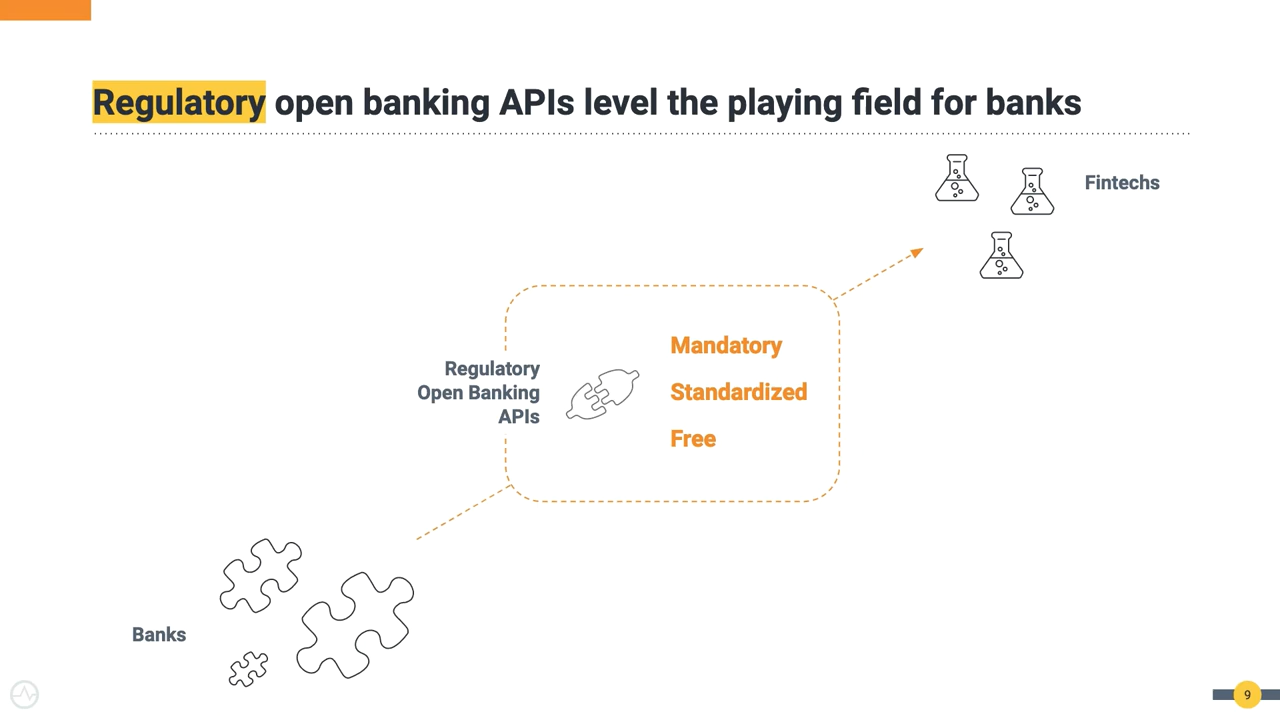 Regulatory open banking APIs level the playing field for banks
Fintechs
Regulatory
Open Banking
APIs
Mandatory
Standardized
Free
Banks
9